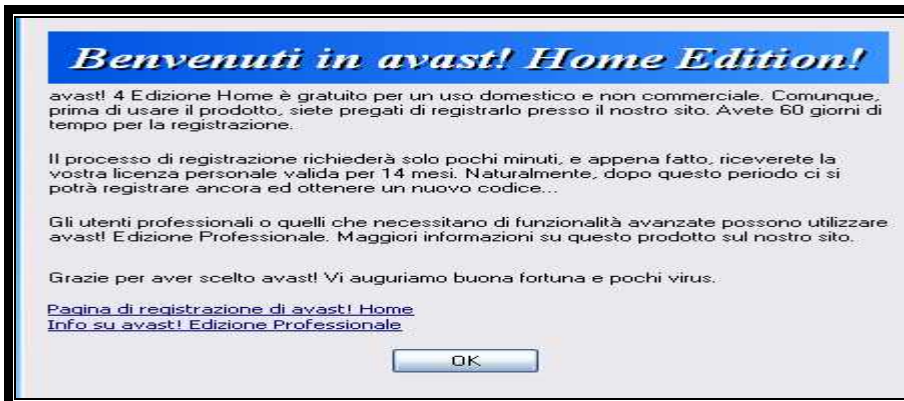 Benvenuti in avast! Home Edition!
avast! 4 Edizione Home è gratuito per un uso domestico e non commerciale. Comunque,
prima di usare il prodotto, siete pregati di registrarlo presso il nostro sito. Avete 60 giorni di
tempo per la registrazione.
Il processo di registrazione richiederà solo pochi minuti, e appena fatto, riceverete la
vostra licenza personale valida per 14 mesi. Naturalmente, dopo questo periodo ci si
potrà registrare ancora ed ottenere un nuovo codice...
Gli utenti professionali o quelli che necessitano di funzionalità avanzate possono utilizzare
avast! Edizione Professionale. Maggiori informazioni su questo prodotto sul nostro sito.
Grazie per aver scelto avast! Vi auguriamo buona fortuna e pochi virus.
Pagina di registrazione di avast! Home
Info su avast! Edizione Professionale
OK